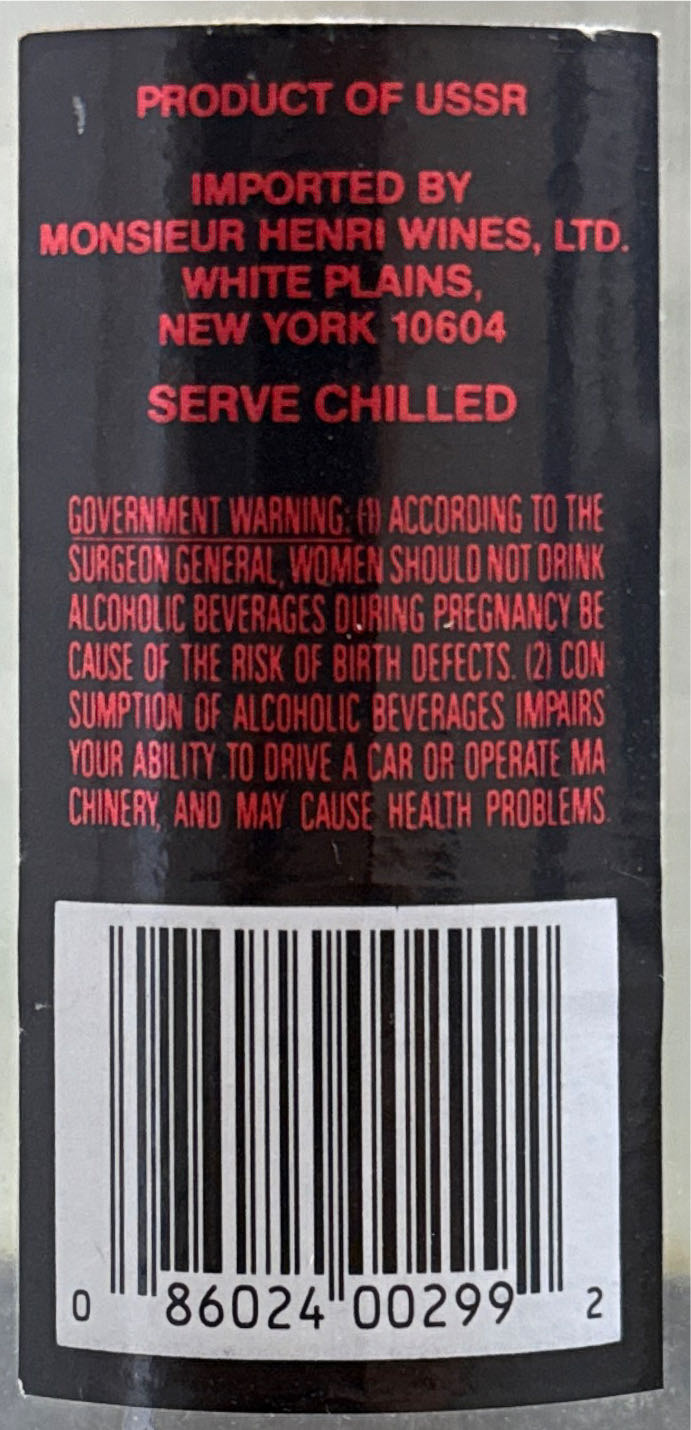 PRODUCT OF USSR
IMPORTED BY
MONSIEUR HENRI WINES, LTD.
WHITE PLAINS,
NEW YORK 10604
SERVE CHILLED
GOVERNMENT WARNING: (1) ACCORDING TO THE
SURGEON GENERAL, WOMEN SHOULD NOT DRINK
ALCOHOLIC BEVERAGES DURING PREGNANCY BE
CAUSE OF THE RISK OF BIRTH DEFECTS. (2) CON
SUMPTION OF ALCOHOLIC BEVERAGES IMPAIRS
YOUR ABILITY TO DRIVE A CAR OR OPERATE MA
CHINERY, AND MAY CAUSE HEALTH PROBLEMS.
0 86024 00299 2